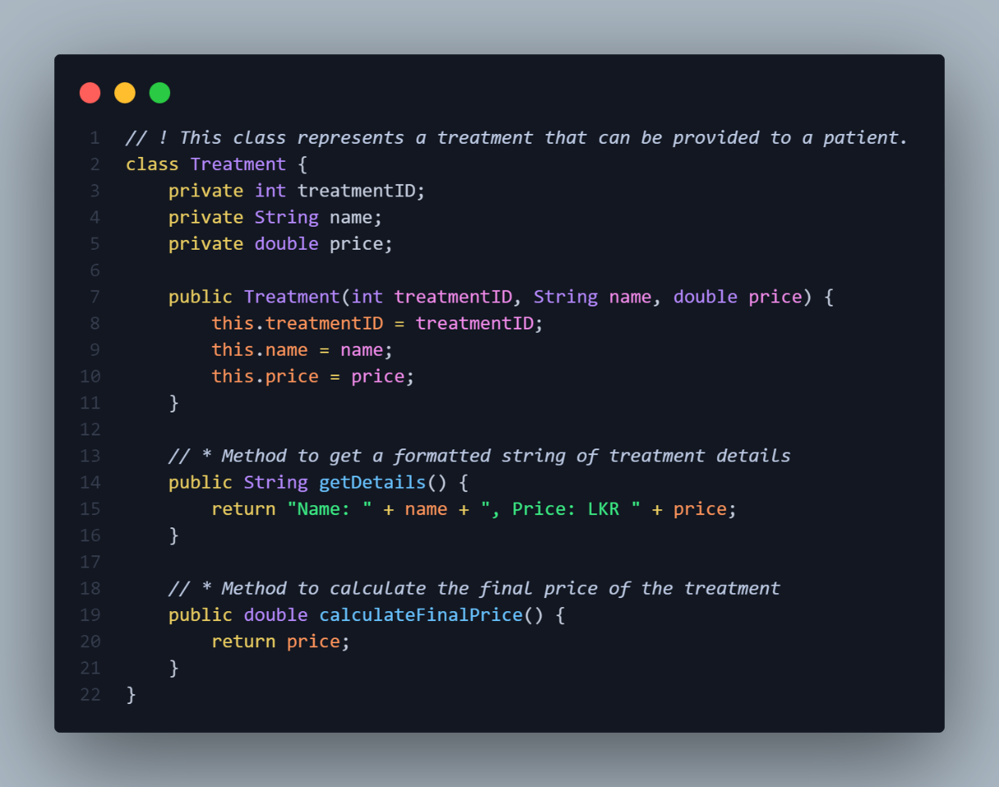 1 // ! This class represents a treatment that can be provided to a patient.
2 class Treatment {
3     private int treatmentID;
4     private String name;
5     private double price;
6
7     public Treatment(int treatmentID, String name, double price) {
8         this.treatmentID = treatmentID;
9         this.name = name;
10         this.price = price;
11     }
12
13     // * Method to get a formatted string of treatment details
14     public String getDetails() {
15         return "Name: " + name + ", Price: LKR " + price;
16     }
17
18     // * Method to calculate the final price of the treatment
19     public double calculateFinalPrice() {
20         return price;
21     }
22 }